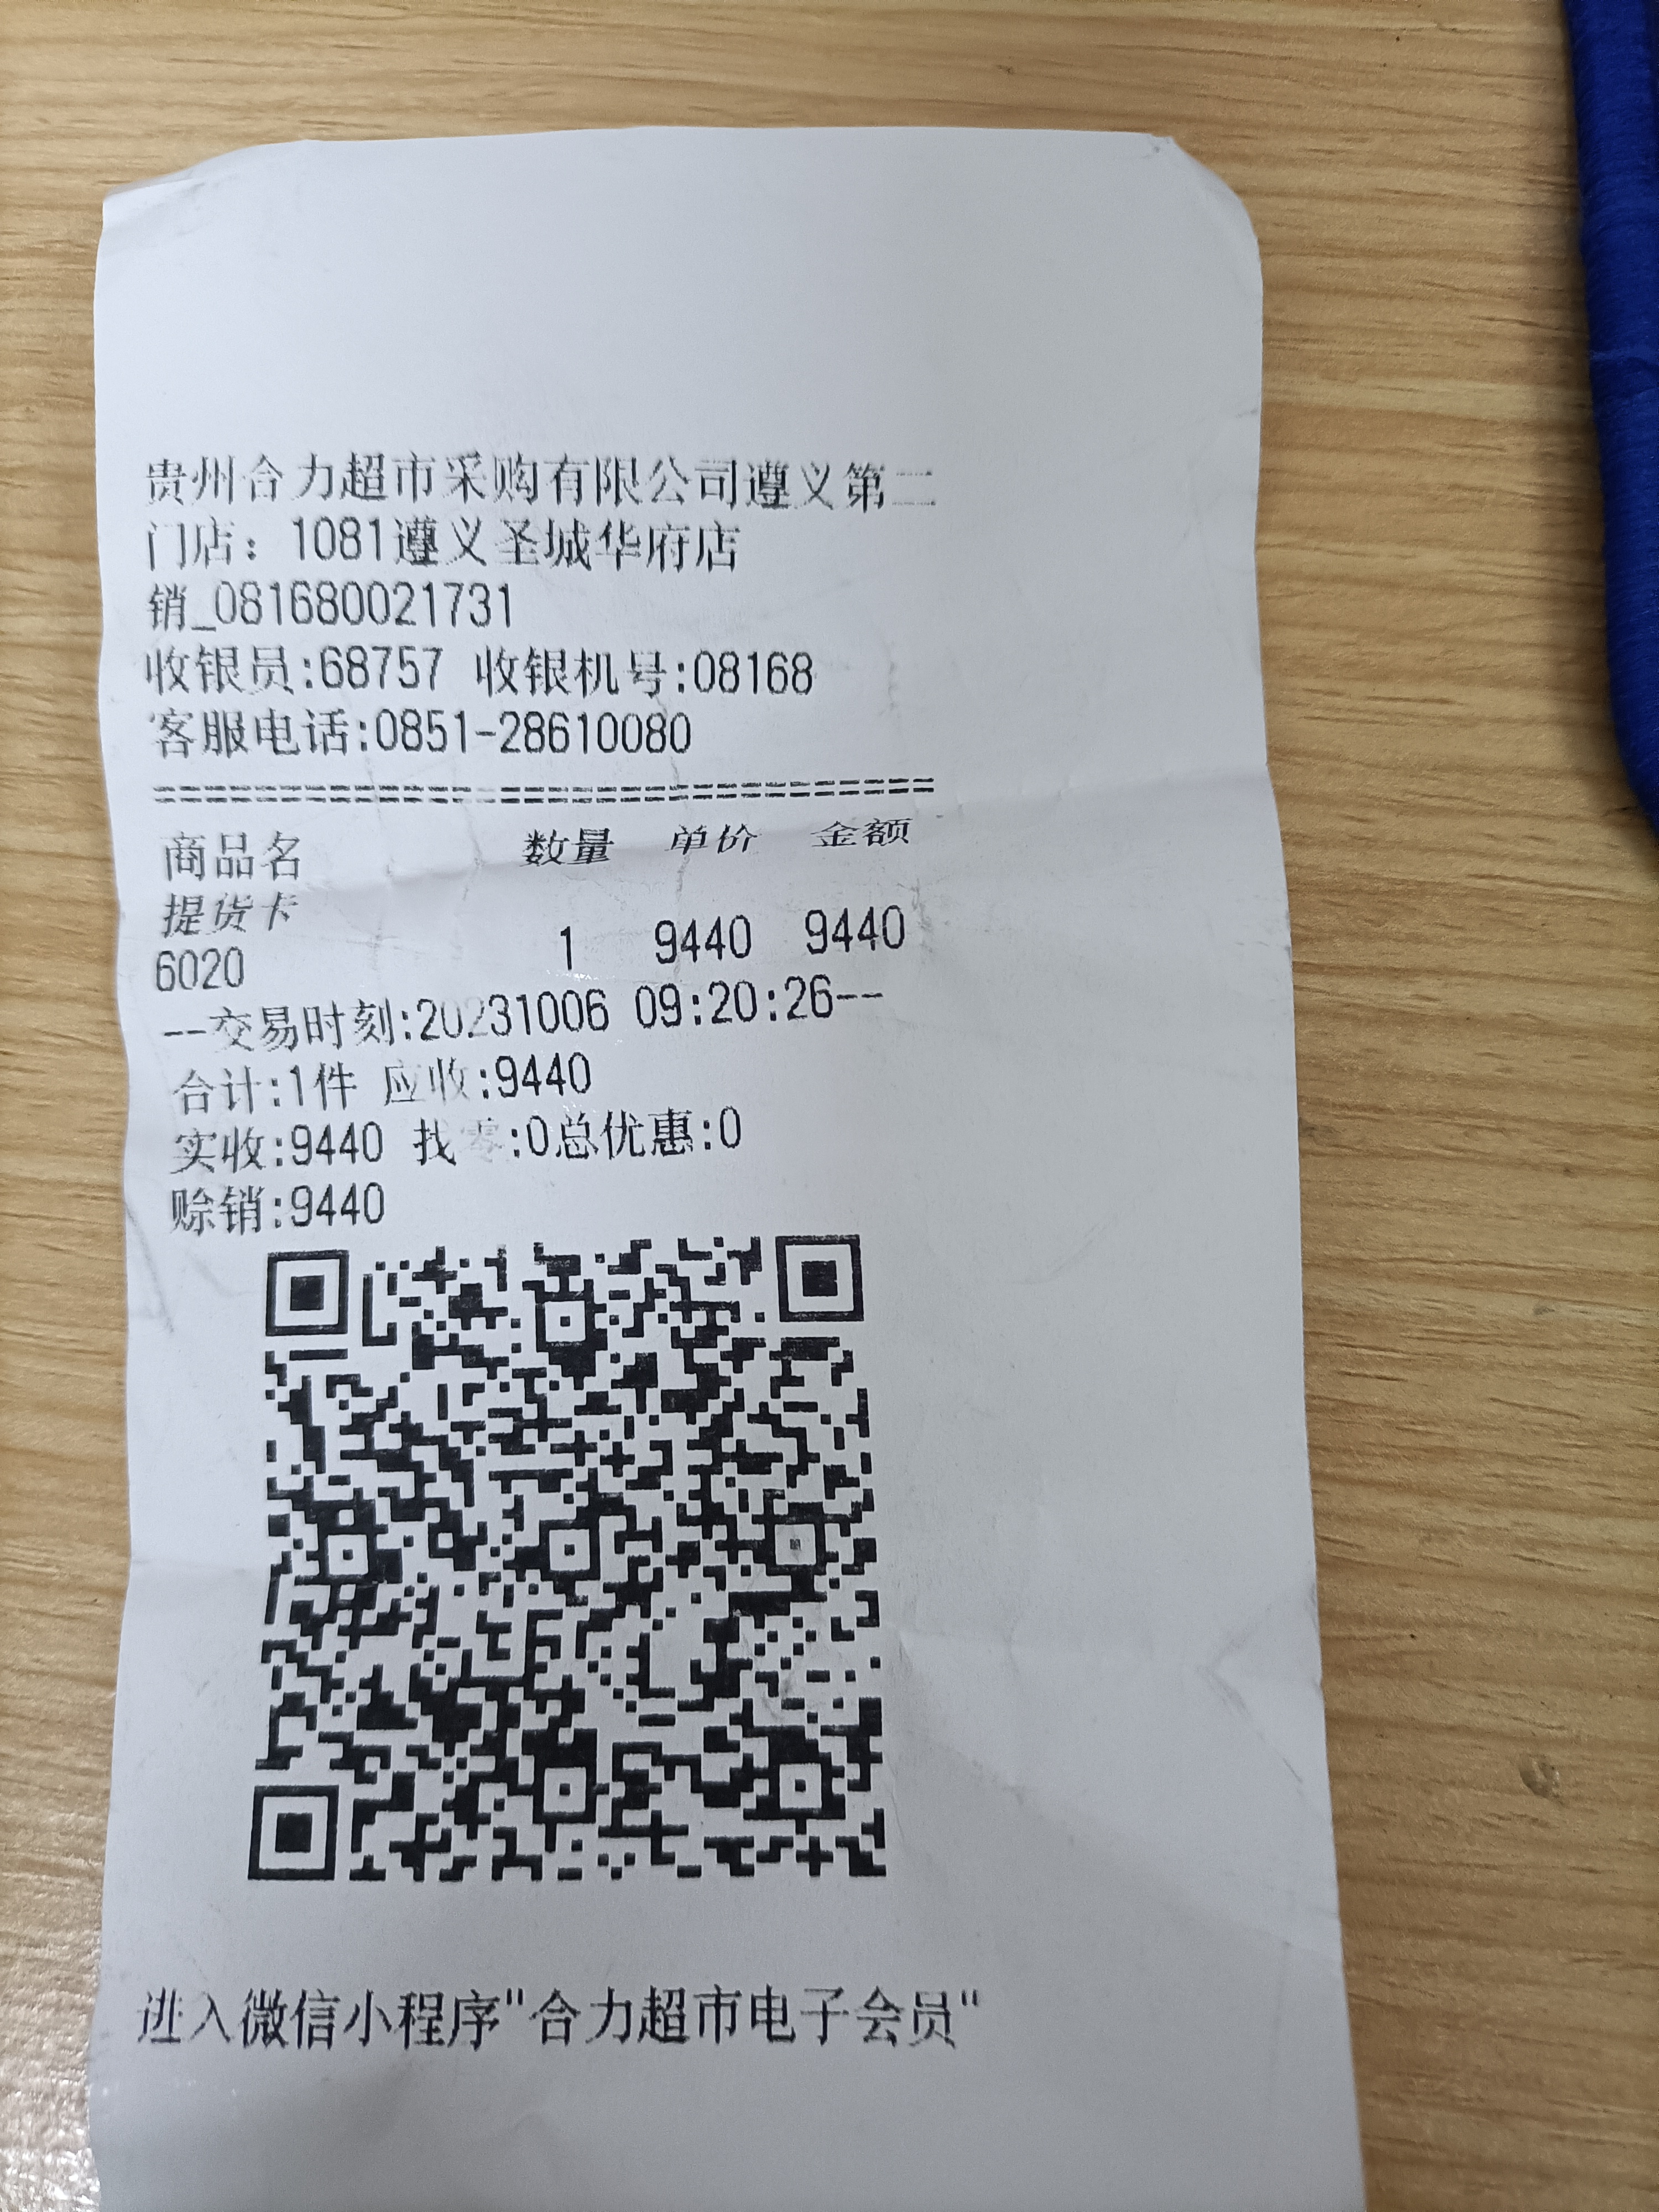 贵州合力超市采购有限公司遵义第二
门店：1081遵义圣城华府店
销_081680021731
收银员:68757 收银机号:08168
客服电话:0851-28610080
==============================
商品名 数量 单价 金额
提货卡
6020 1 9440 9440
--交易时刻:20231006 09:20:26--
合计:1件 应收:9440
实收:9440 找零:0总优惠:0
赊销:9440
进入微信小程序"合力超市电子会员"